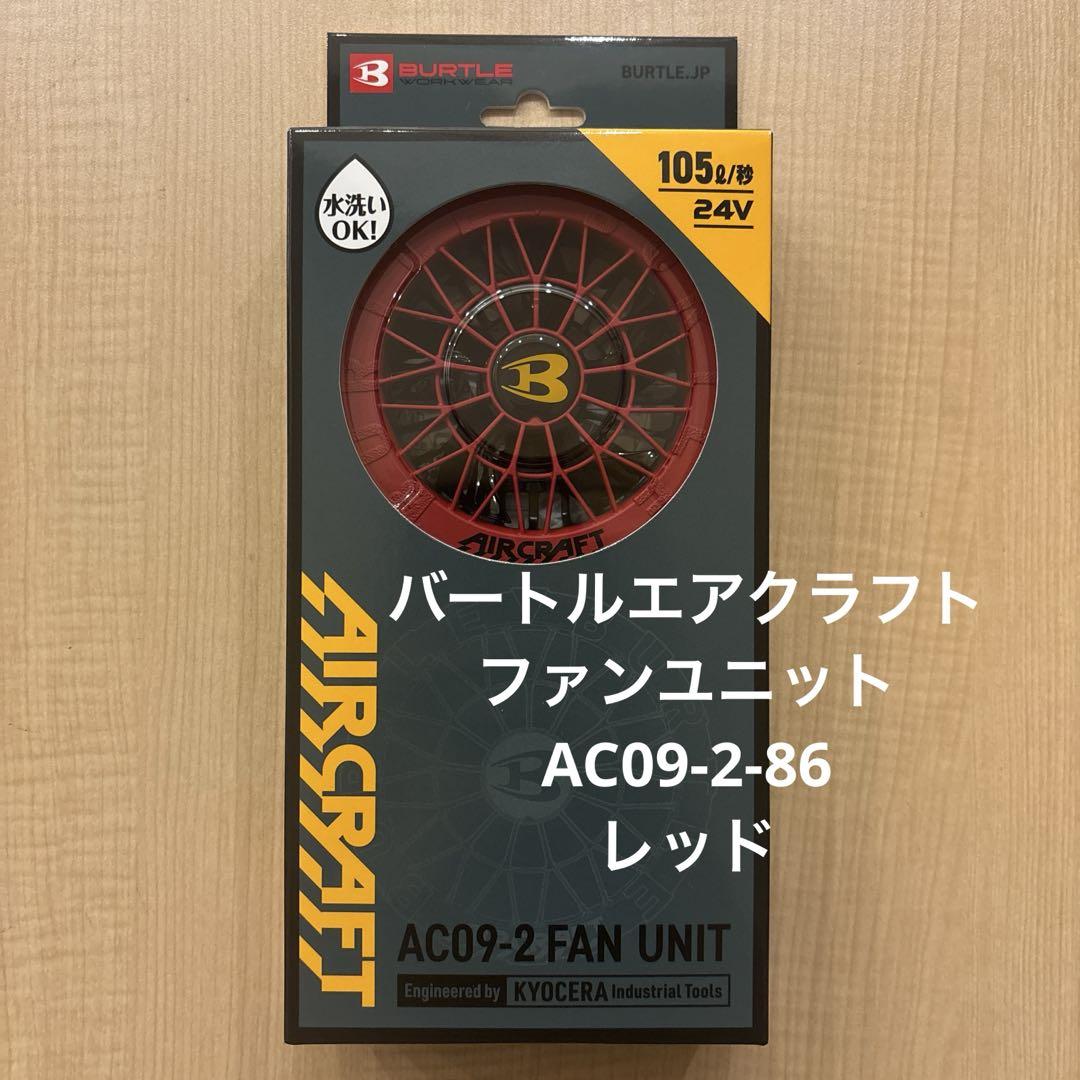 BURTLE
WORKWEAR
BURTLE.JP
水洗い
OK!
105ℓ/秒
24V
B
AIRCRAFT
AIRCRAFT
バートルエアクラフト
ファンユニット
AC09-2-86
レッド
AC09-2 FAN UNIT
Engineered by KYOCERA Industrial Tools